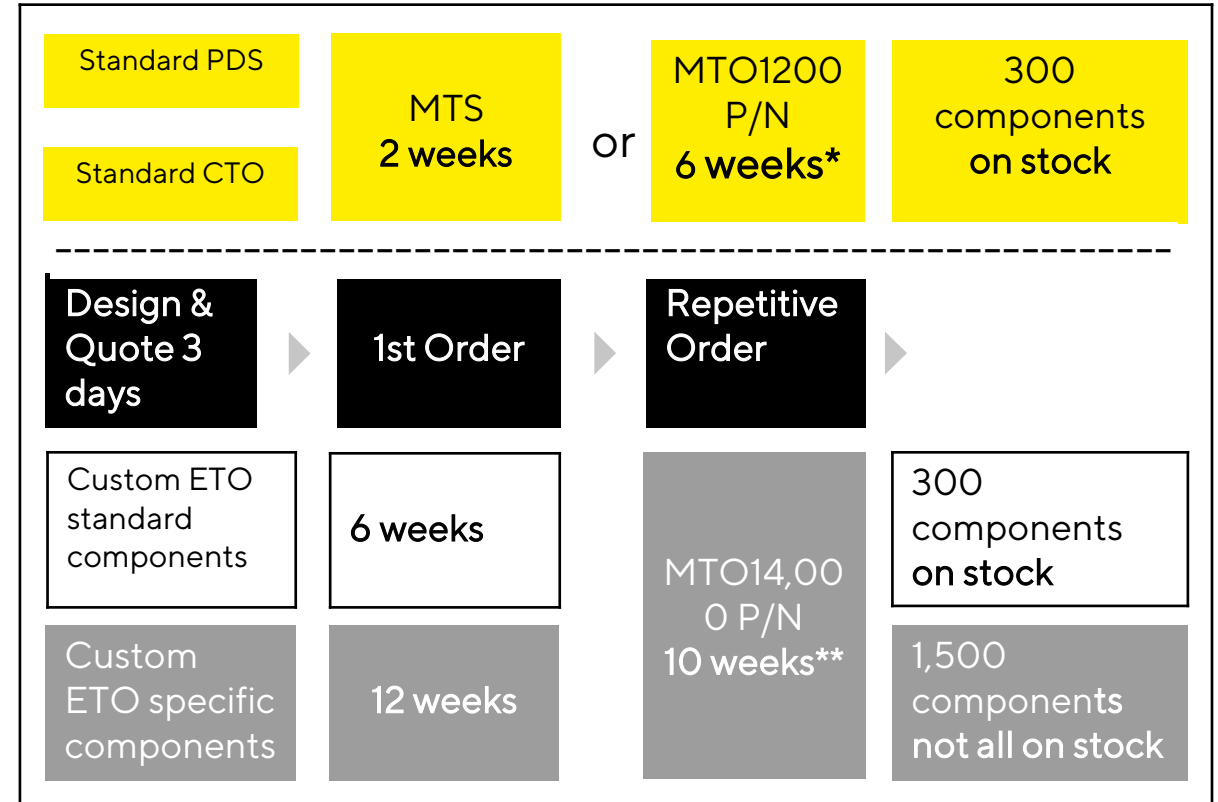 Standard PDS
Standard CTO
MTS
2 weeks
or
MTO1200
P/N
6 weeks*
300
components
on stock
Design &
Quote 3
days
1st Order
Repetitive
Order
Custom ETO
standard
components
6 weeks
MTO14,00
0 P/N
10 weeks**
300
components
on stock
Custom
ETO specific
components
12 weeks
1,500
components
not all on stock